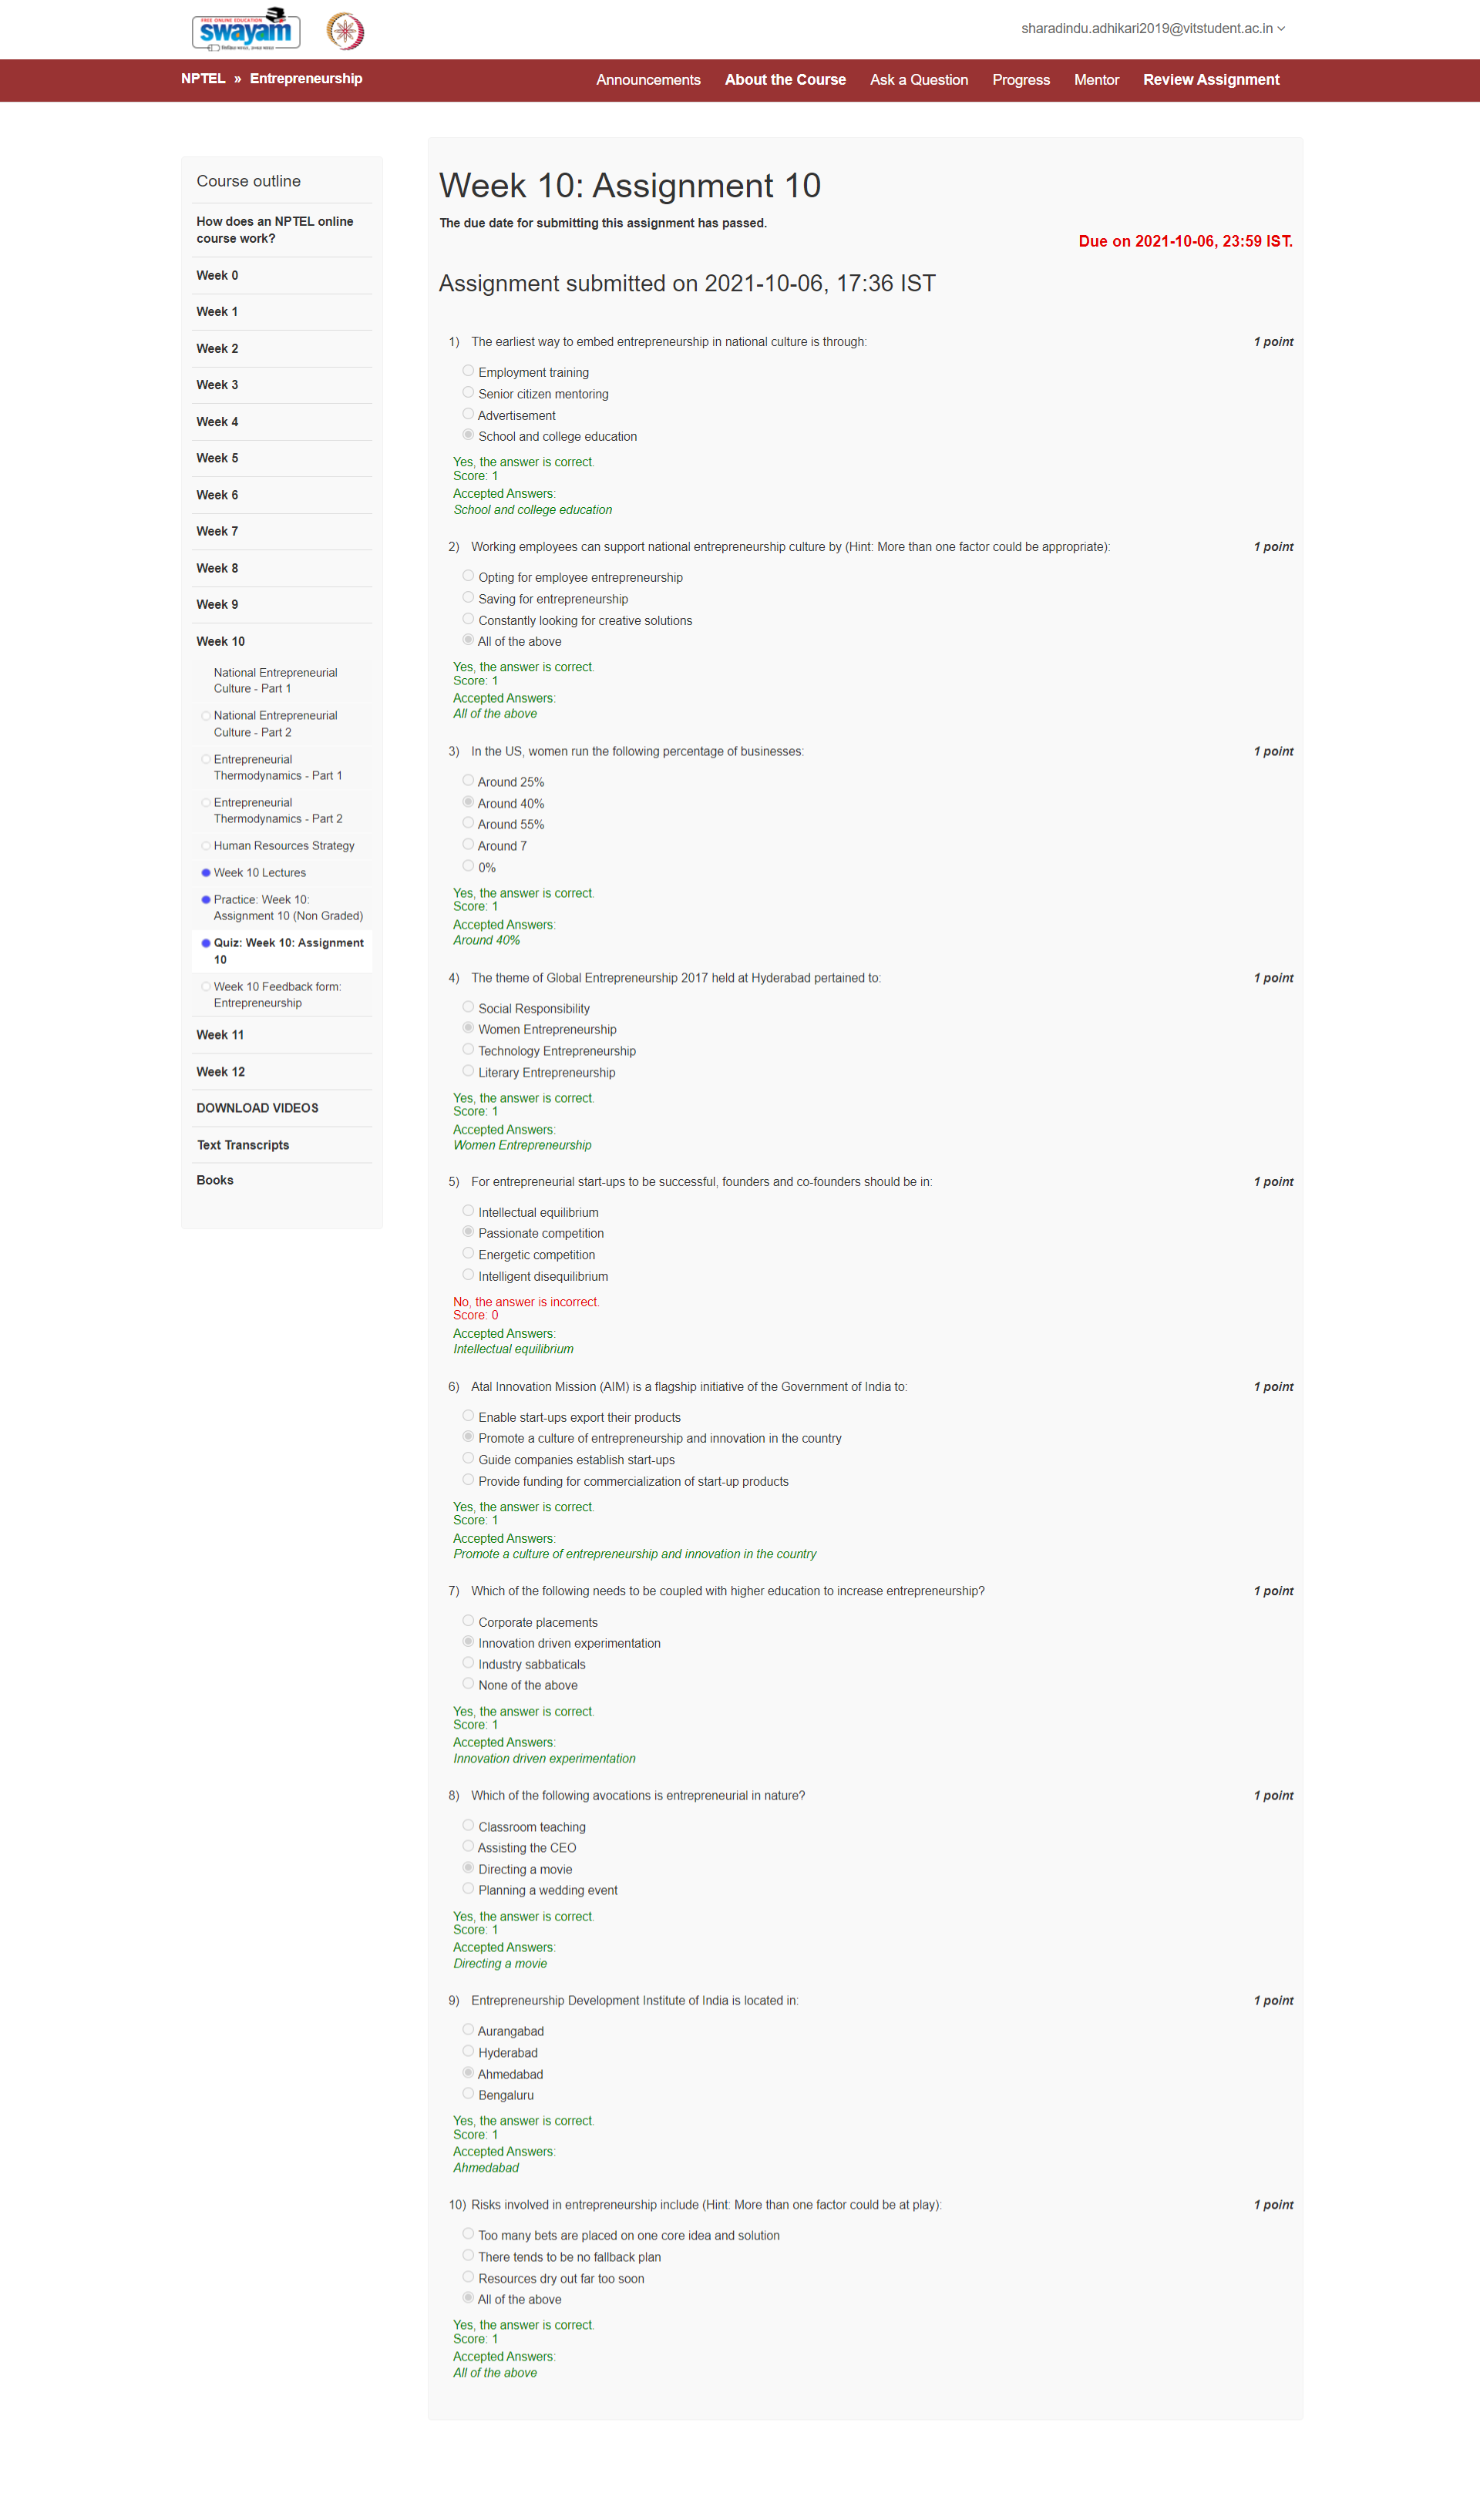 FREE ONLINE EDUCATION
swayam
sharadindu.adhikari2019@vitstudent.ac.in
NPTEL » Entrepreneurship
Announcements About the Course Ask a Question Progress Mentor Review Assignment
Course outline
How does an NPTEL online
course work?
Week 0
Week 1
Week 2
Week 3
Week 4
Week 5
Week 6
Week 7
Week 8
Week 9
Week 10
National Entrepreneurial
Culture - Part 1
National Entrepreneurial
Culture - Part 2
Entrepreneurial
Thermodynamics - Part 1
Entrepreneurial
Thermodynamics - Part 2
Human Resources Strategy
Week 10 Lectures
Practice: Week 10:
Assignment 10 (Non Graded)
Quiz: Week 10: Assignment
10
Week 10 Feedback form:
Entrepreneurship
Week 11
Week 12
DOWNLOAD VIDEOS
Text Transcripts
Books
Week 10: Assignment 10
The due date for submitting this assignment has passed.
Due on 2021-10-06, 23:59 IST.
Assignment submitted on 2021-10-06, 17:36 IST
1) The earliest way to embed entrepreneurship in national culture is through: 1 point
Employment training
Senior citizen mentoring
Advertisement
School and college education
Yes, the answer is correct.
Score: 1
Accepted Answers:
School and college education
2) Working employees can support national entrepreneurship culture by (Hint: More than one factor could be appropriate): 1 point
Opting for employee entrepreneurship
Saving for entrepreneurship
Constantly looking for creative solutions
All of the above
Yes, the answer is correct.
Score: 1
Accepted Answers:
All of the above
3) In the US, women run the following percentage of businesses: 1 point
Around 25%
Around 40%
Around 55%
Around 7
0%
Yes, the answer is correct.
Score: 1
Accepted Answers:
Around 40%
4) The theme of Global Entrepreneurship 2017 held at Hyderabad pertained to: 1 point
Social Responsibility
Women Entrepreneurship
Technology Entrepreneurship
Literary Entrepreneurship
Yes, the answer is correct.
Score: 1
Accepted Answers:
Women Entrepreneurship
5) For entrepreneurial start-ups to be successful, founders and co-founders should be in: 1 point
Intellectual equilibrium
Passionate competition
Energetic competition
Intelligent disequilibrium
No, the answer is incorrect.
Score: 0
Accepted Answers:
Intellectual equilibrium
6) Atal Innovation Mission (AIM) is a flagship initiative of the Government of India to: 1 point
Enable start-ups export their products
Promote a culture of entrepreneurship and innovation in the country
Guide companies establish start-ups
Provide funding for commercialization of start-up products
Yes, the answer is correct.
Score: 1
Accepted Answers:
Promote a culture of entrepreneurship and innovation in the country
7) Which of the following needs to be coupled with higher education to increase entrepreneurship? 1 point
Corporate placements
Innovation driven experimentation
Industry sabbaticals
None of the above
Yes, the answer is correct.
Score: 1
Accepted Answers:
Innovation driven experimentation
8) Which of the following avocations is entrepreneurial in nature? 1 point
Classroom teaching
Assisting the CEO
Directing a movie
Planning a wedding event
Yes, the answer is correct.
Score: 1
Accepted Answers:
Directing a movie
9) Entrepreneurship Development Institute of India is located in: 1 point
Aurangabad
Hyderabad
Ahmedabad
Bengaluru
Yes, the answer is correct.
Score: 1
Accepted Answers:
Ahmedabad
10) Risks involved in entrepreneurship include (Hint: More than one factor could be at play): 1 point
Too many bets are placed on one core idea and solution
There tends to be no fallback plan
Resources dry out far too soon
All of the above
Yes, the answer is correct.
Score: 1
Accepted Answers:
All of the above